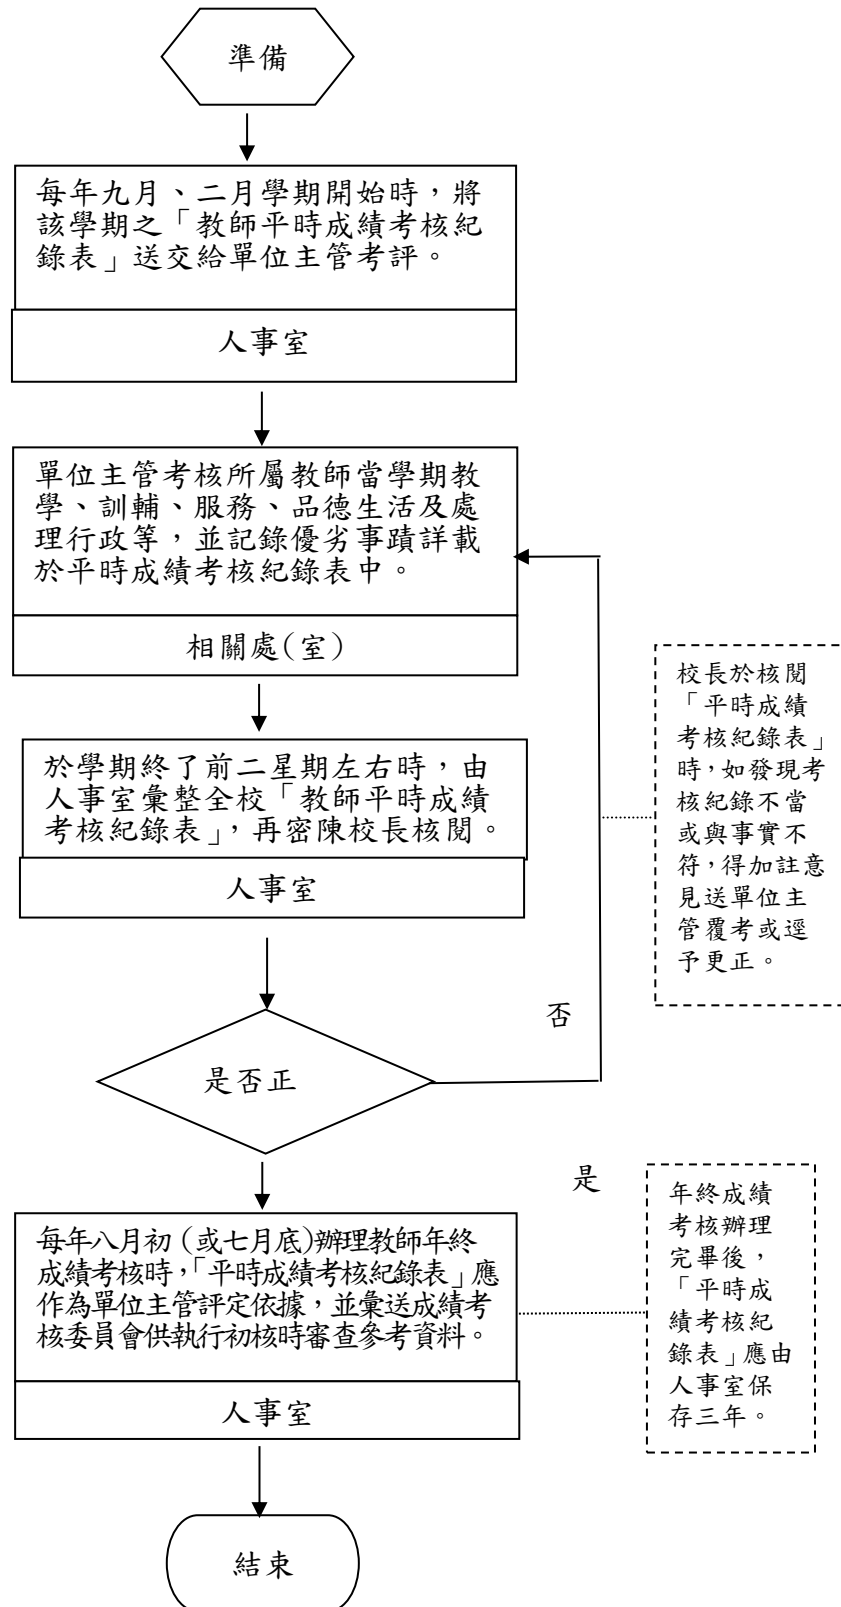 準備
每年九月、二月學期開始時，將
該學期之「教師平時成績考核紀
錄表」送交給單位主管考評。
人事室
單位主管考核所屬教師當學期教
學、訓輔、服務、品德生活及處
理行政等，並記錄優劣事蹟詳載
於平時成績考核紀錄表中。
相關處(室)
於學期終了前二星期左右時，由
人事室彙整全校「教師平時成績
考核紀錄表」，再密陳校長核閱。
人事室
校長於核閱
「平時成績
考核紀錄表」
時，如發現考
核紀錄不當
或與事實不
符，得加註意
見送單位主
管覆考或逕
予更正。
否
是否正
是
每年八月初(或七月底)辦理教師年終
成績考核時，「平時成績考核紀錄表」應
作為單位主管評定依據，並彙送成績考
核委員會供執行初核時審查參考資料。
人事室
年終成績
考核辦理
完畢後，
「平時成
績考核紀
錄表」應由
人事室保
存三年。
結束